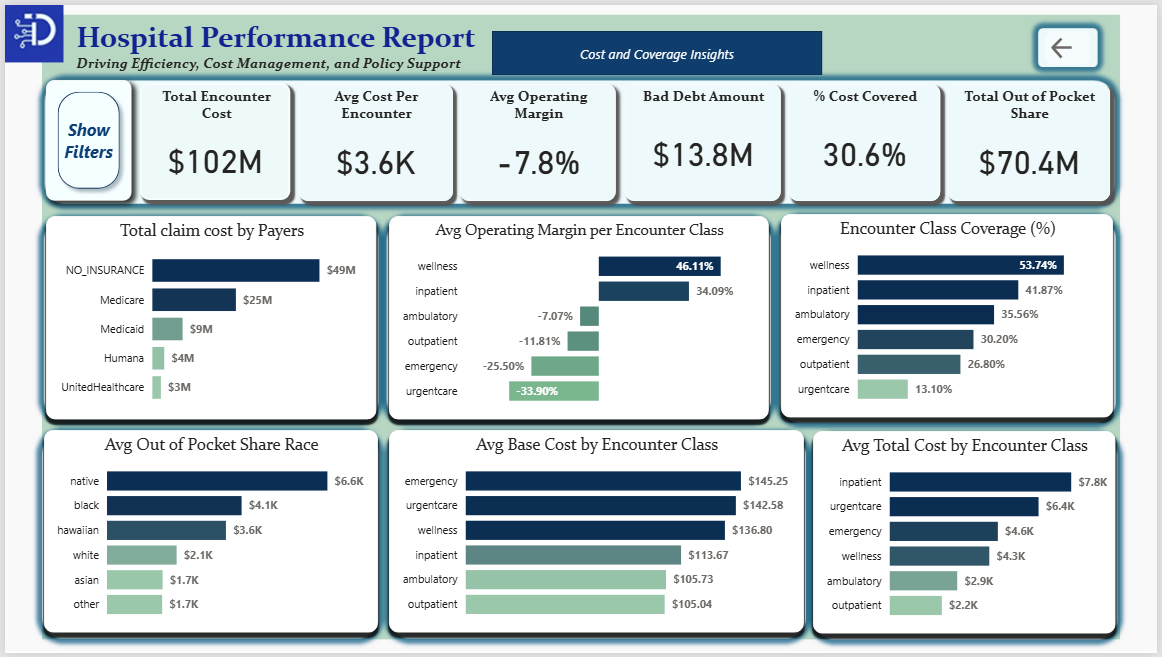 D
Hospital Performance Report
Driving Efficiency, Cost Management, and Policy Support
Cost and Coverage Insights
Show
Filters
Total Encounter
Cost
$102M
Avg Cost Per
Encounter
$3.6K
Avg Operating
Margin
-7.8%
Bad Debt Amount
$13.8M
% Cost Covered
30.6%
Total Out of Pocket
Share
$70.4M
Total claim cost by Payers
NO_INSURANCE $49M
Medicare $25M
Medicaid $9M
Humana $4M
UnitedHealthcare $3M
Avg Operating Margin per Encounter Class
wellness 46.11%
inpatient 34.09%
ambulatory -7.07%
outpatient -11.81%
emergency -25.50%
urgentcare -33.90%
Encounter Class Coverage (%)
wellness 53.74%
inpatient 41.87%
ambulatory 35.56%
emergency 30.20%
outpatient 26.80%
urgentcare 13.10%
Avg Out of Pocket Share Race
native $6.6K
black $4.1K
hawaiian $3.6K
white $2.1K
asian $1.7K
other $1.7K
Avg Base Cost by Encounter Class
emergency $145.25
urgentcare $142.58
wellness $136.80
inpatient $113.67
ambulatory $105.73
outpatient $105.04
Avg Total Cost by Encounter Class
inpatient $7.8K
urgentcare $6.4K
emergency $4.6K
wellness $4.3K
ambulatory $2.9K
outpatient $2.2K